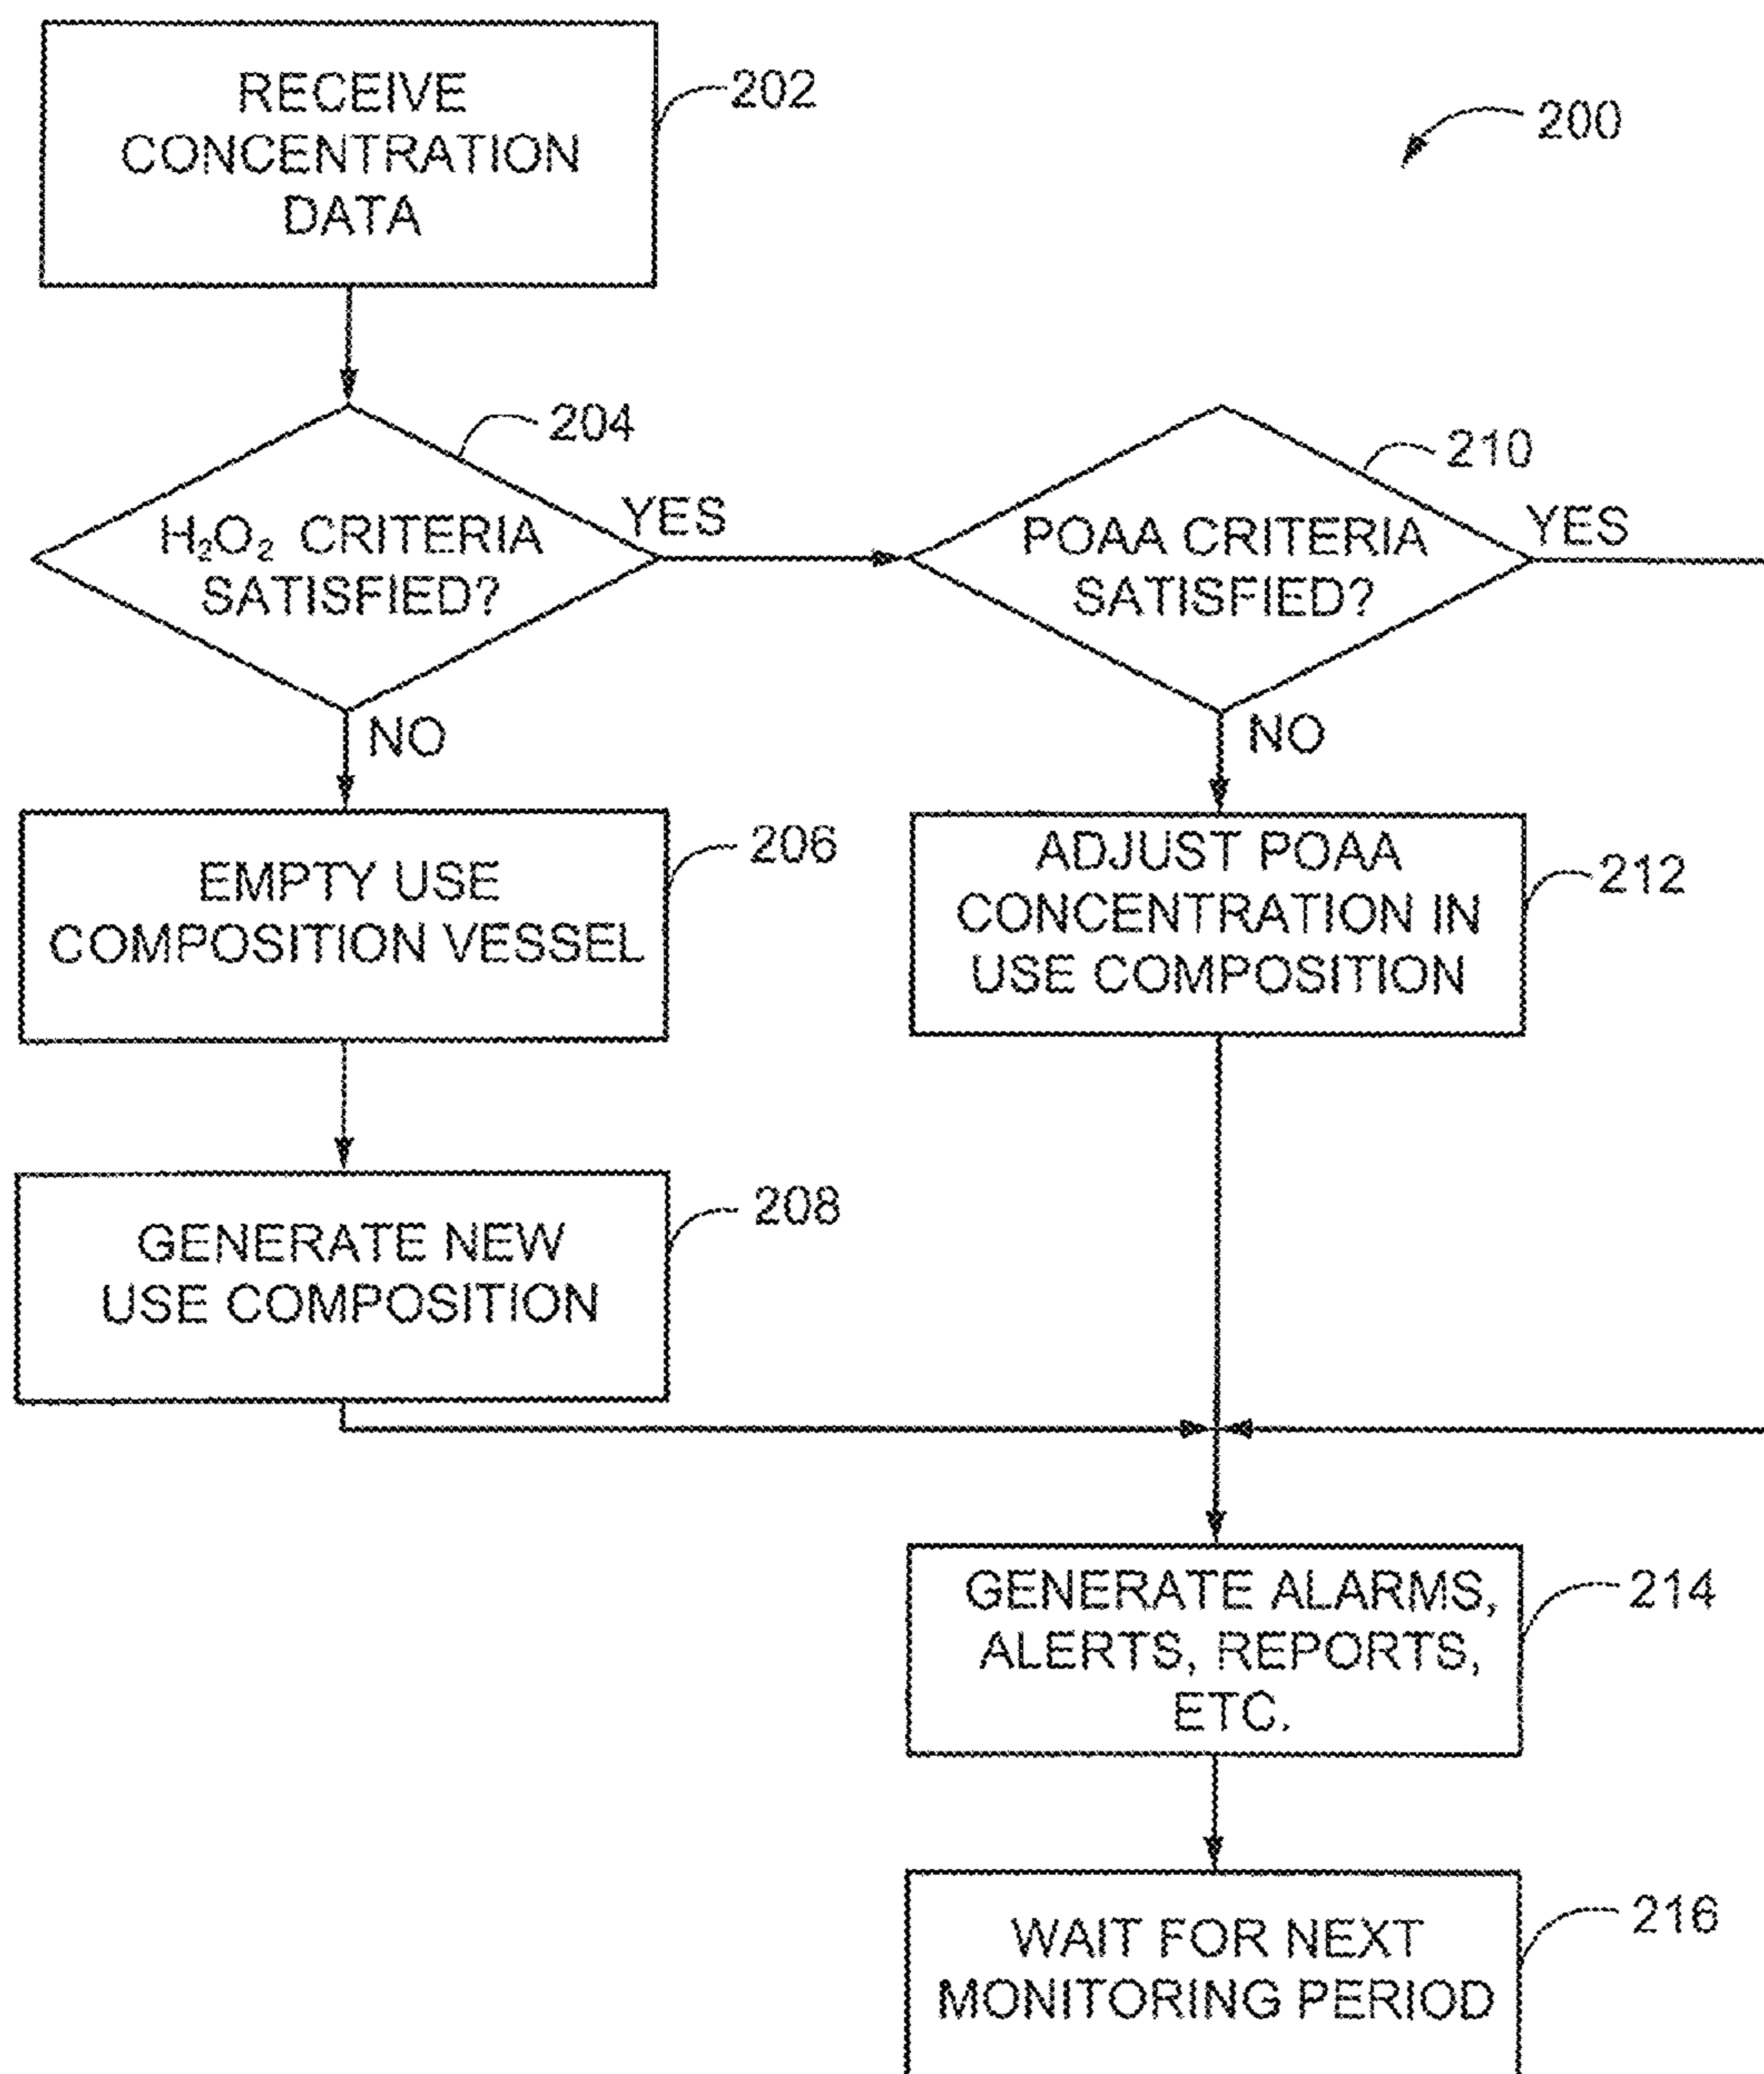 RECEIVE
CONCENTRATION
DATA
202
200
H₂O₂ CRITERIA
SATISFIED?
204
YES
NO
POAA CRITERIA
SATISFIED?
210
YES
NO
EMPTY USE
COMPOSITION VESSEL
206
ADJUST POAA
CONCENTRATION IN
USE COMPOSITION
212
GENERATE NEW
USE COMPOSITION
208
GENERATE ALARMS,
ALERTS, REPORTS,
ETC.
214
WAIT FOR NEXT
MONITORING PERIOD
216